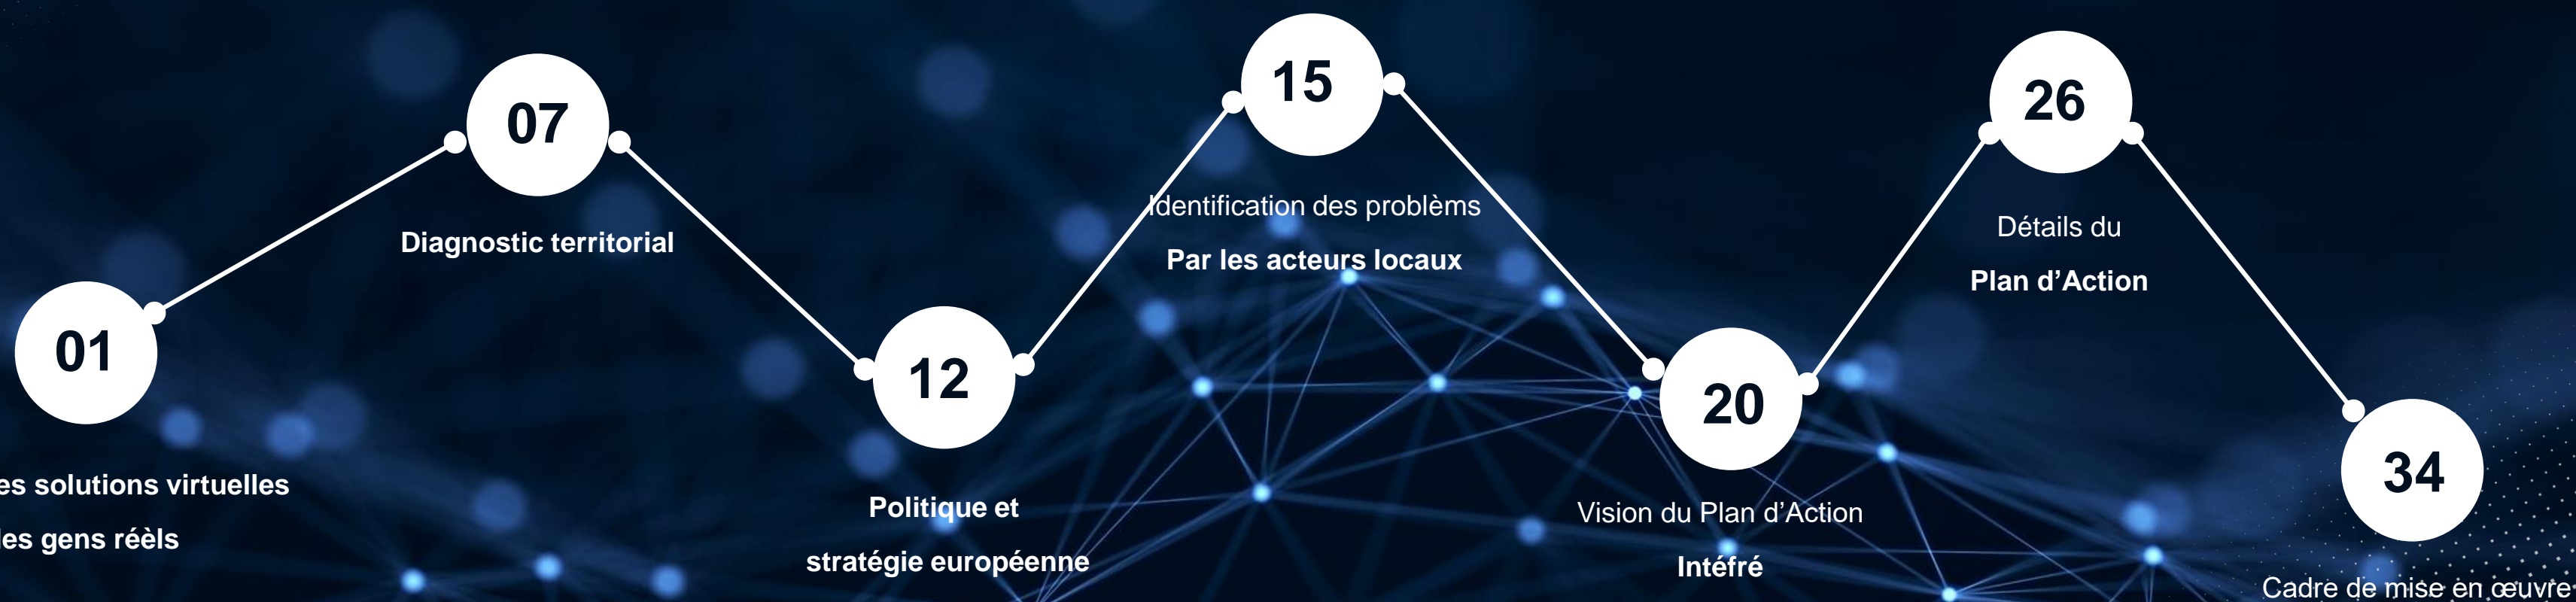 01
es solutions virtuelles
les gens réèls
07
Diagnostic territorial
12
Politique et
stratégie européenne
15
Identification des problèms
Par les acteurs locaux
20
Vision du Plan d’Action
Intéfré
26
Détails du
Plan d’Action
34
Cadre de mise en œuvre